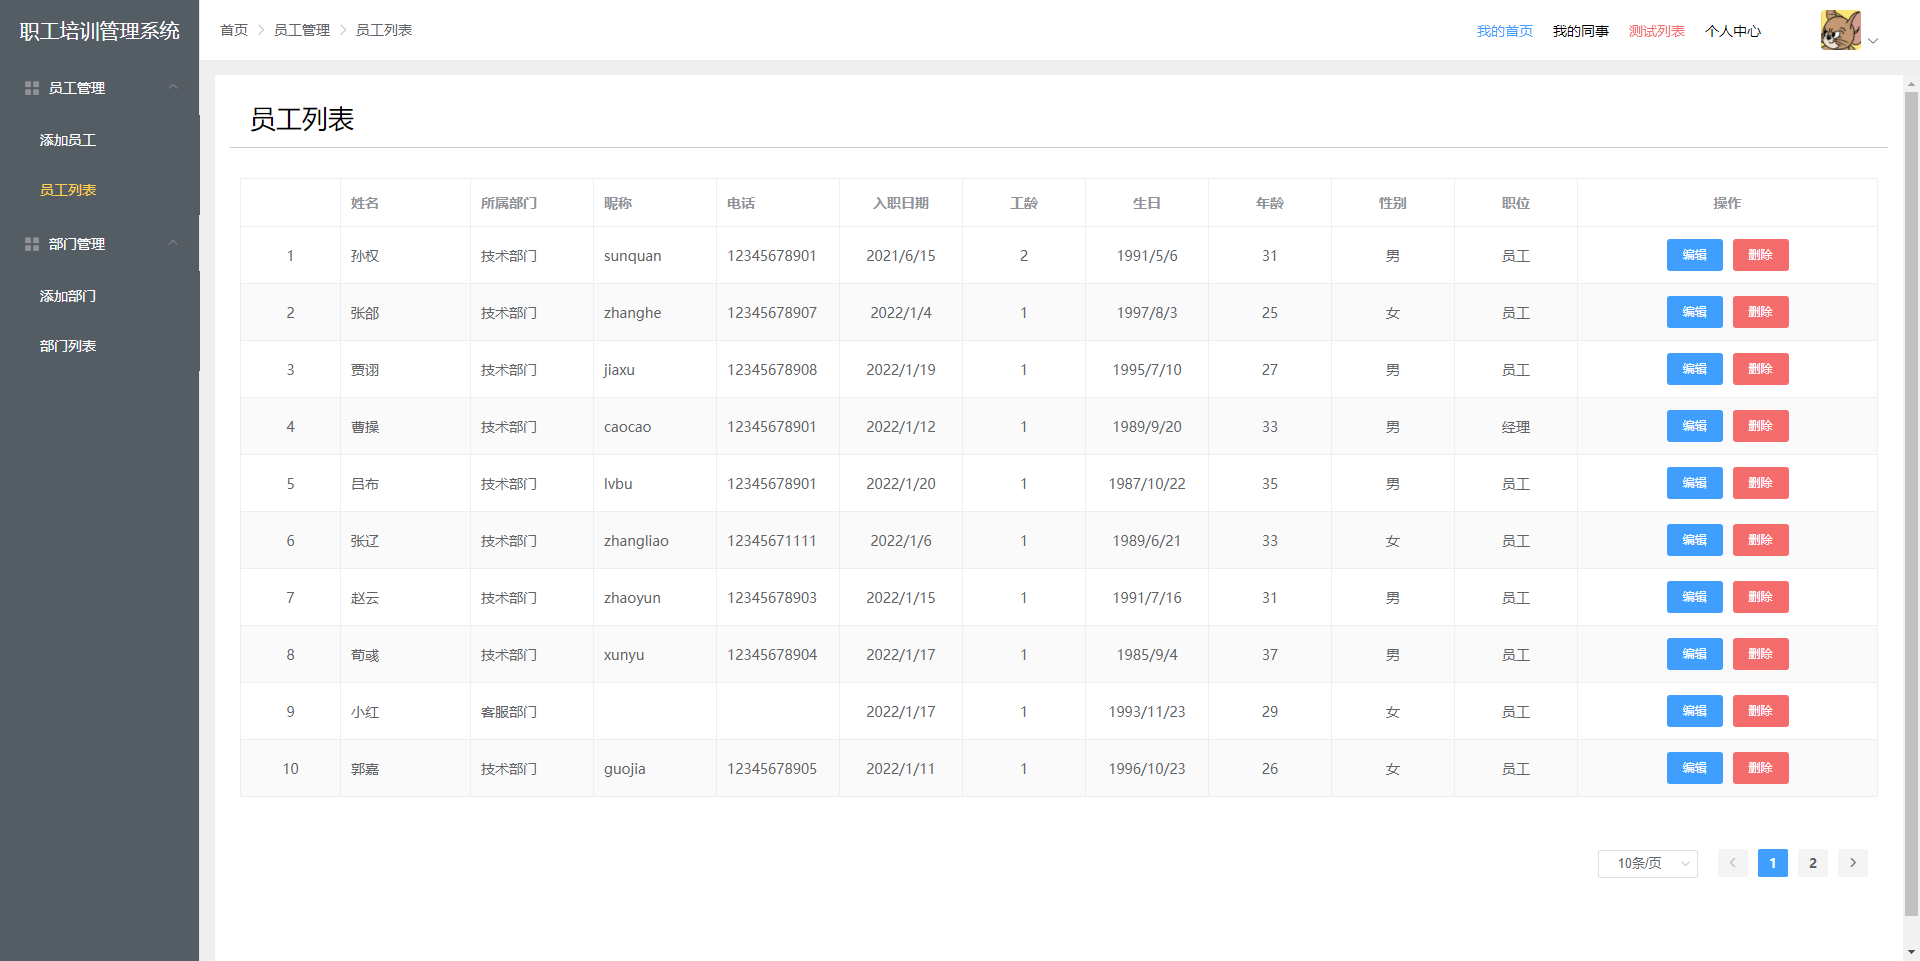 职工培训管理系统
首页 员工管理 员工列表
我的首页 我的同事 测试列表 个人中心
员工管理
添加员工
员工列表
部门管理
添加部门
部门列表
员工列表
姓名 所属部门 昵称 电话 入职日期 工龄 生日 年龄 性别 职位 操作
1 孙权 技术部门 sunquan 12345678901 2021/6/15 2 1991/5/6 31 男 员工 编辑 删除
2 张郃 技术部门 zhanghe 12345678907 2022/1/4 1 1997/8/3 25 女 员工 编辑 删除
3 贾诩 技术部门 jiaxu 12345678908 2022/1/19 1 1995/7/10 27 男 员工 编辑 删除
4 曹操 技术部门 caocao 12345678901 2022/1/12 1 1989/9/20 33 男 经理 编辑 删除
5 吕布 技术部门 lvbu 12345678901 2022/1/20 1 1987/10/22 35 男 员工 编辑 删除
6 张辽 技术部门 zhangliao 12345671111 2022/1/6 1 1989/6/21 33 女 员工 编辑 删除
7 赵云 技术部门 zhaoyun 12345678903 2022/1/15 1 1991/7/16 31 男 员工 编辑 删除
8 荀彧 技术部门 xunyu 12345678904 2022/1/17 1 1985/9/4 37 男 员工 编辑 删除
9 小红 客服部门 2022/1/17 1 1993/11/23 29 女 员工 编辑 删除
10 郭嘉 技术部门 guojia 12345678905 2022/1/11 1 1996/10/23 26 女 员工 编辑 删除
10条/页 1 2